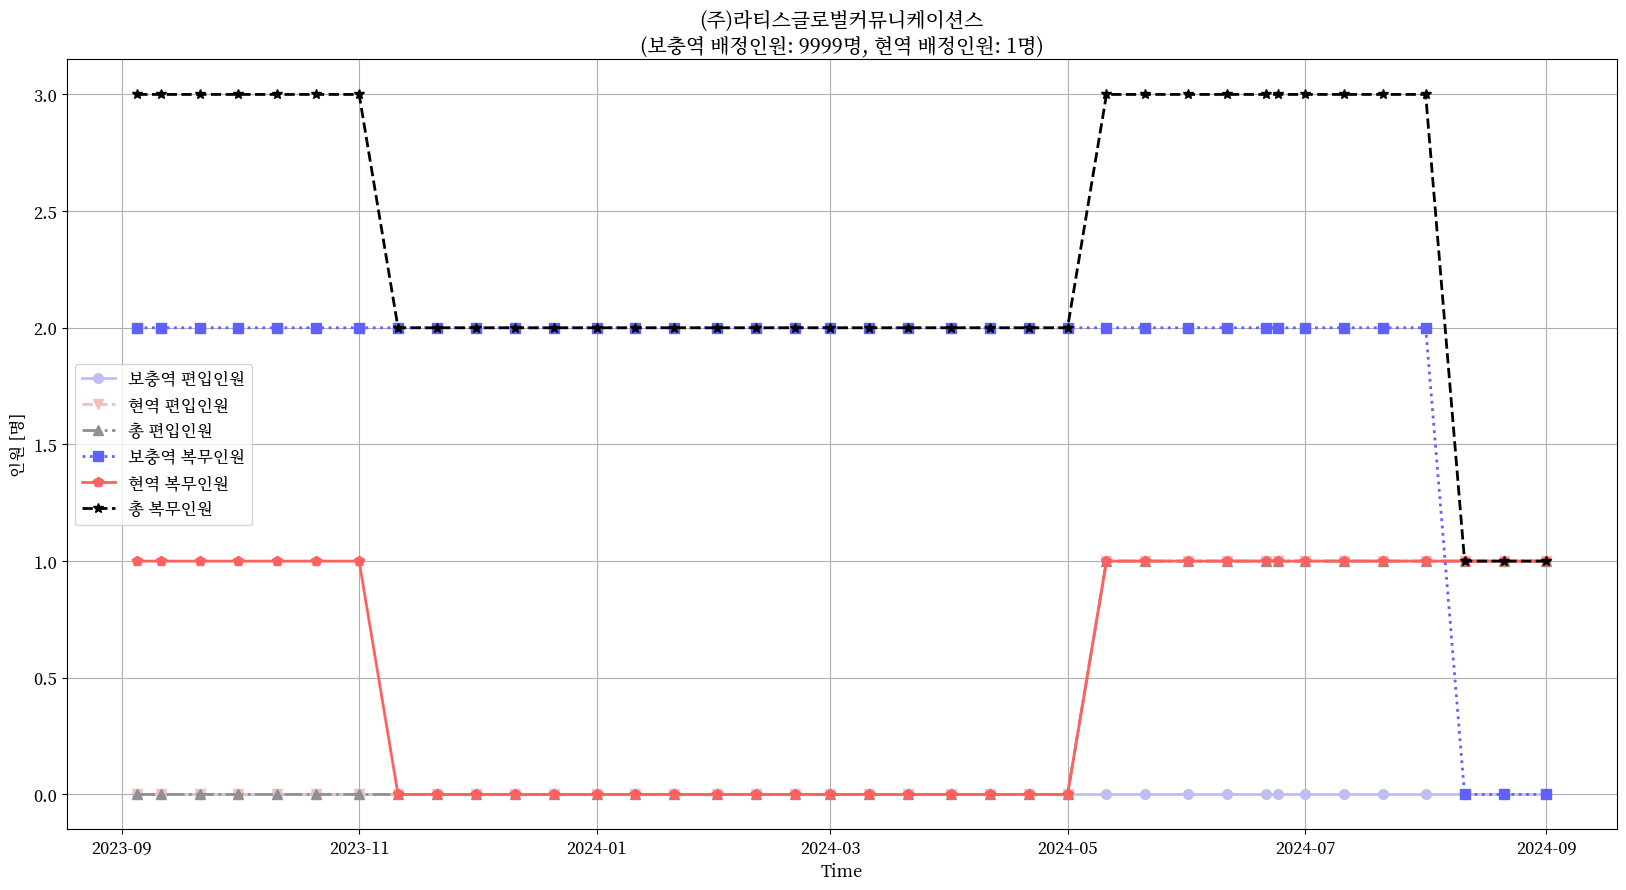 (주)라티스글로벌커뮤니케이션스
(보충역 배정인원: 9999명, 현역 배정인원: 1명)
인원 [명]
3.0
2.5
2.0
1.5
1.0
0.5
0.0
보충역 편입인원
현역 편입인원
총 편입인원
보충역 복무인원
현역 복무인원
총 복무인원
2023-09
2023-11
2024-01
2024-03
2024-05
2024-07
2024-09
Time